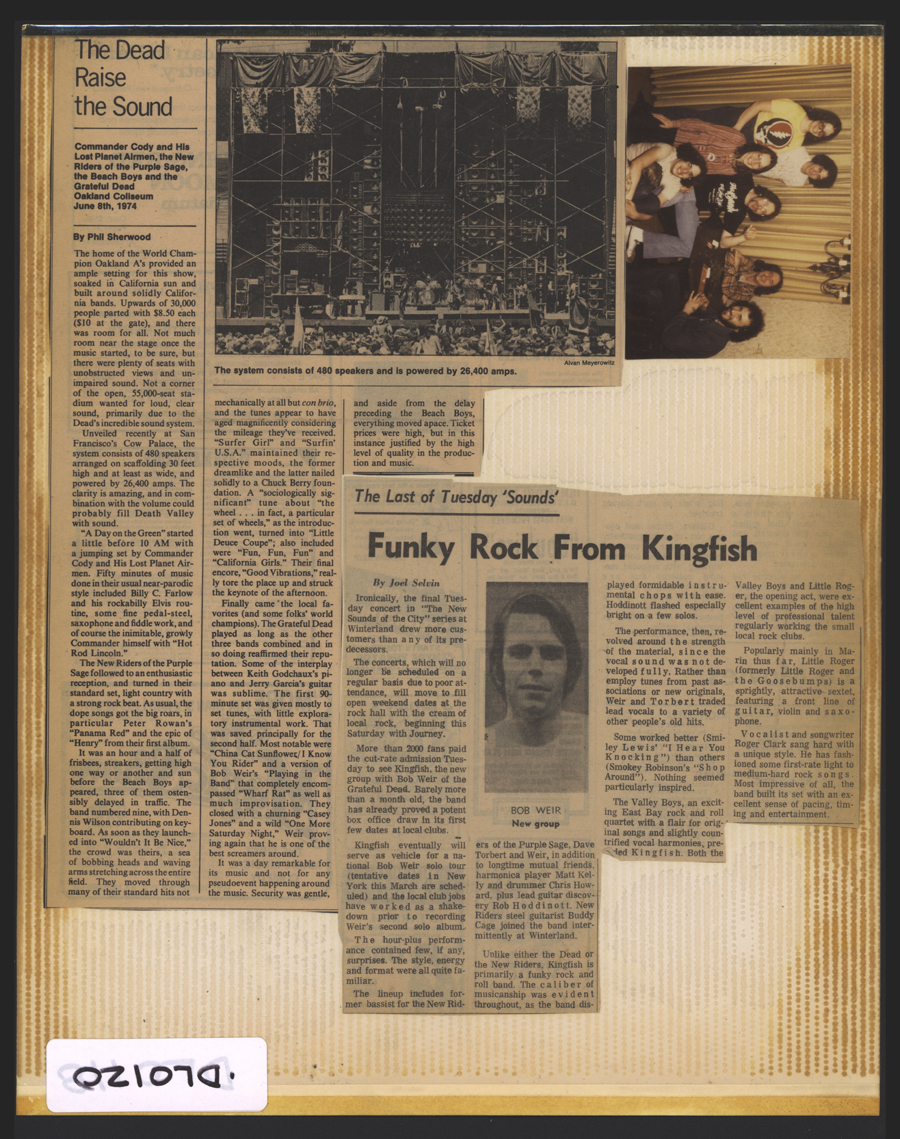 The Dead
Raise
the Sound
Commander Cody and His
Lost Planet Airmen, the New
Riders of the Purple Sage,
the Beach Boys and the
Grateful Dead
Oakland Coliseum
June 8th, 1974
By Phil Sherwood
The home of the World Cham-
pion Oakland A's provided an
ample setting for this show,
soaked in California sun and
built around solidly Califor-
nia bands. Upwards of 30,000
people parted with $8.50 each
($10 at the gate), and there
was room for all. Not much
room near the stage once the
music started, to be sure, but
there were plenty of seats with
unobstructed views and un-
impaired sound. Not a corner
of the open, 55,000-seat sta-
dium wanted for loud, clear
sound, primarily due to the
Dead's incredible sound system.
Unveiled recently at San
Francisco's Cow Palace, the
system consists of 480 speakers
arranged on scaffolding 30 feet
high and at least as wide, and
powered by 26,400 amps. The
clarity is amazing, and in com-
bination with the volume could
probably fill Death Valley
with sound.
"A Day on the Green" started
a little before 10 AM with
a jumping set by Commander
Cody and His Lost Planet Air-
men. Fifty minutes of music
done in their usual near-parodic
style included Billy C. Farlow
and his rockabilly Elvis rou-
tine, some fine pedal-steel,
saxophone and fiddle work, and
of course the inimitable, growly
Commander himself with "Hot
Rod Lincoln."
The New Riders of the Purple
Sage followed to an enthusiastic
reception, and turned in their
standard set, light country with
a strong rock beat. As usual, the
dope songs got the big roars, in
particular Peter Rowan's
"Panama Red" and the epic of
"Henry" from their first album.
It was an hour and a half of
frisbees, streakers, getting high
one way or another and sun
before the Beach Boys ap-
peared, three of them osten-
sibly delayed in traffic. The
band numbered nine, with Den-
nis Wilson contributing on key-
board. As soon as they launch-
ed into "Wouldn't It Be Nice,"
the crowd was theirs, a sea
of bobbing heads and waving
arms stretching across the entire
field. They moved through
many of their standard hits not
Alvan Meyerowitz
The system consists of 480 speakers and is powered by 26,400 amps.
mechanically at all but con brio,
and the tunes appear to have
aged magnificently considering
the mileage they've received.
"Surfer Girl" and "Surfin'
U.S.A." maintained their re-
spective moods, the former
dreamlike and the latter nailed
solidly to a Chuck Berry foun-
dation. A "sociologically sig-
nificant" tune about "the
wheel . . . in fact, a particular
set of wheels," as the introduc-
tion went, turned into "Little
Deuce Coupe"; also included
were "Fun, Fun, Fun" and
"California Girls." Their final
encore, "Good Vibrations," real-
ly tore the place up and struck
the keynote of the afternoon.
Finally came the local fa-
vorites (and some folks' world
champions). The Grateful Dead
played as long as the other
three bands combined and in
so doing reaffirmed their repu-
tation. Some of the interplay
between Keith Godchaux's pi-
ano and Jerry Garcia's guitar
was sublime. The first 90-
minute set was given mostly to
set tunes, with little explora-
tory instrumental work. That
was saved principally for the
second half. Most notable were
"China Cat Sunflower/I Know
You Rider" and a version of
Bob Weir's "Playing in the
Band" that completely encom-
passed "Wharf Rat" as well as
much improvisation. They
closed with a churning "Casey
Jones" and a wild "One More
Saturday Night," Weir prov-
ing again that he is one of the
best screamers around.
It was a day remarkable for
its music and not for any
pseudoevent happening around
the music. Security was gentle,
and aside from the delay
preceding the Beach Boys,
everything moved apace. Ticket
prices were high, but in this
instance justified by the high
level of quality in the produc-
tion and music.
The Last of Tuesday 'Sounds'
Funky Rock From Kingfish
By Joel Selvin
Ironically, the final Tues-
day concert in "The New
Sounds of the City" series at
Winterland drew more cus-
tomers than any of its pre-
decessors.
The concerts, which will no
longer be scheduled on a
regular basis due to poor at-
tendance, will move to fill
open weekend dates at the
rock hall with the cream of
local rock, beginning this
Saturday with Journey.
More than 2000 fans paid
the cut-rate admission Tues-
day to see Kingfish, the new
group with Bob Weir of the
Grateful Dead. Barely more
than a month old, the band
has already proved a potent
box office draw in its first
few dates at local clubs.
Kingfish eventually will
serve as vehicle for a na-
tional Bob Weir solo tour
(tentative dates in New
York this March are sched-
uled) and the local club jobs
have worked as a shake-
down prior to recording
Weir's second solo album.
The hour-plus perform-
ance contained few, if any,
surprises. The style, energy
and format were all quite fa-
miliar.
The lineup includes for-
mer bassist for the New Rid-
BOB WEIR
New group
ers of the Purple Sage, Dave
Torbert and Weir, in addition
to longtime mutual friends,
harmonica player Matt Kel-
ly and drummer Chris How-
ard, plus lead guitar discov-
ery Rob Hoddinott. New
Riders steel guitarist Buddy
Cage joined the band inter-
mittently at Winterland.
Unlike either the Dead or
the New Riders, Kingfish is
primarily a funky rock and
roll band. The caliber of
musicianship was evident
throughout, as the band dis-
played formidable instru-
mental chops with ease.
Hoddinott flashed especially
bright on a few solos.
The performance, then, re-
volved around the strength
of the material, since the
vocal sound was not de-
veloped fully. Rather than
employ tunes from past as-
sociations or new originals,
Weir and Torbert traded
lead vocals to a variety of
other people's old hits.
Some worked better (Smi-
ley Lewis' "I Hear You
Knocking") than others
(Smokey Robinson's "Shop
Around"). Nothing seemed
particularly inspired.
The Valley Boys, an excit-
ing East Bay rock and roll
quartet with a flair for orig-
inal songs and slightly coun-
trified vocal harmonies, pre-
ceded Kingfish. Both the
Valley Boys and Little Rog-
er, the opening act, were ex-
cellent examples of the high
level of professional talent
regularly working the small
local rock clubs.
Popularly mainly in Ma-
rin thus far, Little Roger
(formerly Little Roger and
the Goosebumps) is a
sprightly, attractive sextet,
featuring a front line of
guitar, violin and saxo-
phone.
Vocalist and songwriter
Roger Clark sang hard with
a unique style. He has fash-
ioned some first-rate light to
medium-hard rock songs.
Most impressive of all, the
band built its set with an ex-
cellent sense of pacing, tim-
ing and entertainment.
DL0120